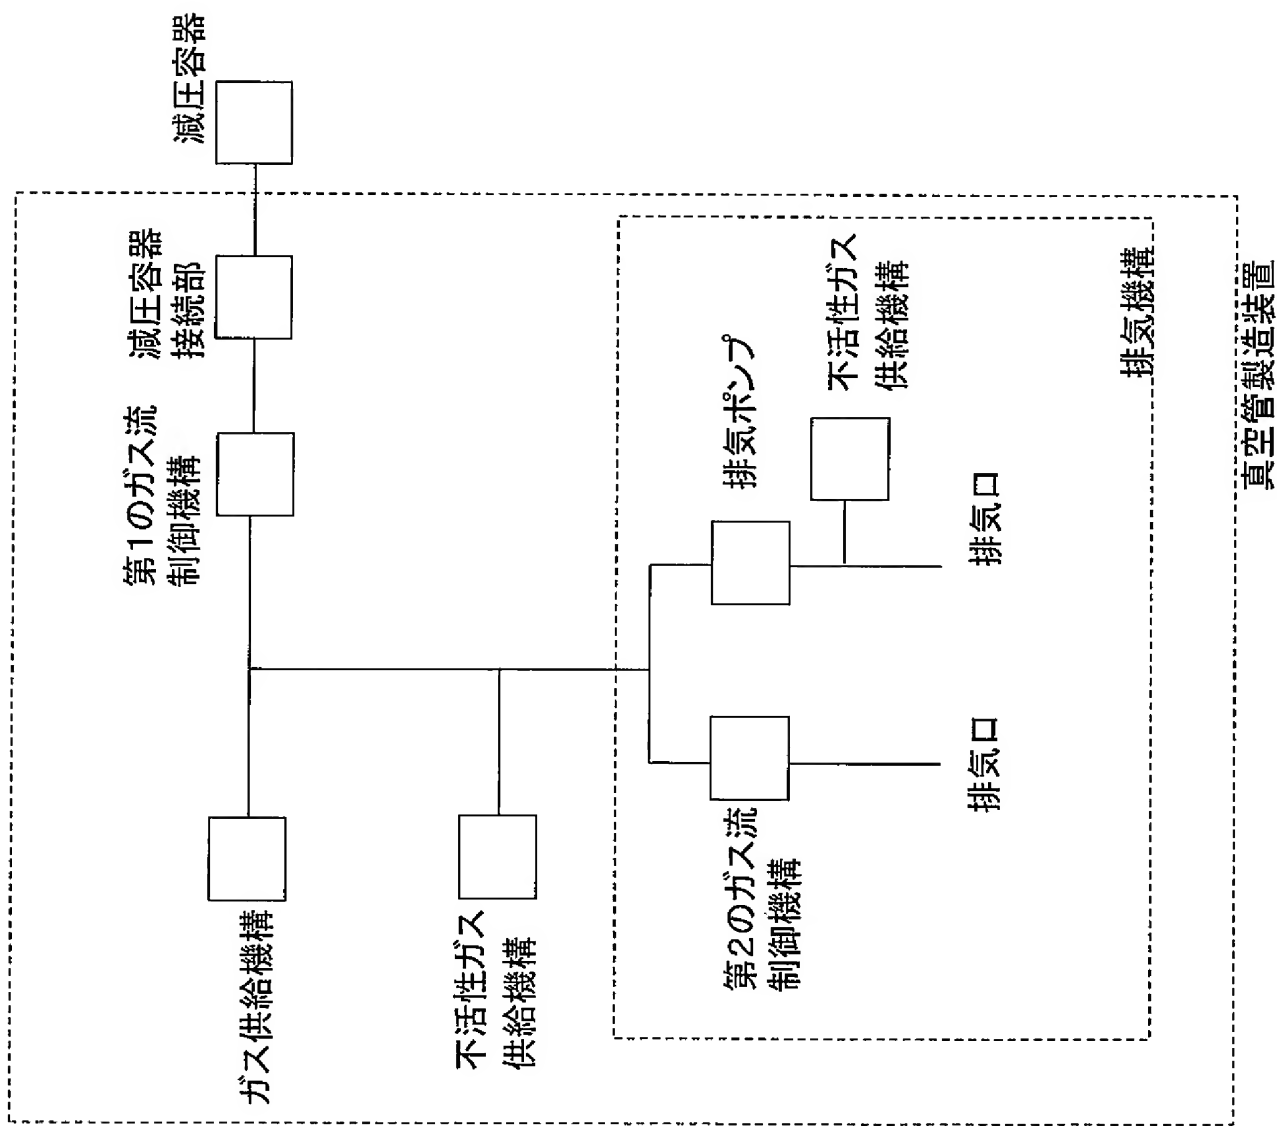 第1のガス流
制御機構
減圧容器
接続部
減圧容器
ガス供給機構
不活性ガス
供給機構
第2のガス流
制御機構
排気ポンプ
不活性ガス
供給機構
排気口
排気口
排気機構
真空管製造装置